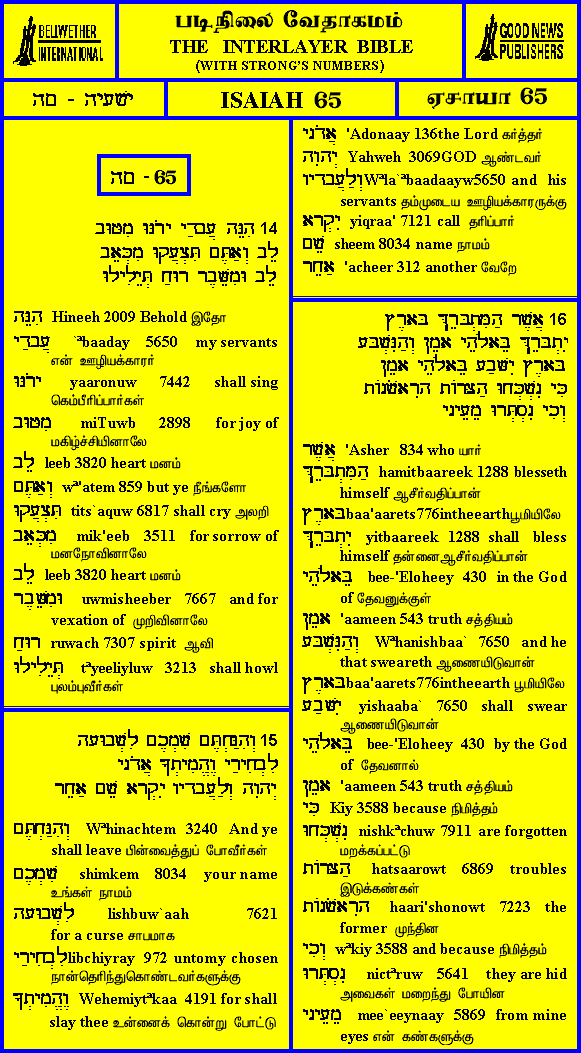 BELLWETHER
INTERNATIONAL
படிநிலை வேதாகமம்
THE INTERLAYER BIBLE
(WITH STRONG'S NUMBERS)
GOOD NEWS
PUBLISHERS
ישעיה - סה
ISAIAH 65
ஏசாயா 65
סה - 65
14 הִנֵּה עֲבָדַי יָרֹנּוּ מִטּוּב
לֵב וְאַתֶּם תִּצְעֲקוּ מִכְּאֵב
לֵב וּמִשֵּׁבֶר רוּחַ תְּיֵלִילוּ
הִנֵּה Hineeh 2009 Behold இதோ
עֲבָדַי `ªbaaday 5650 my servants
என் ஊழியக்காரர்
יָרֹנּוּ yaaronuw 7442 shall sing
கெம்பீரிப்பார்கள்
מִטּוּב miTuwb 2898 for joy of
மகிழ்ச்சியினாலே
לֵב leeb 3820 heart மனம்
וְאַתֶּם wª'atem 859 but ye நீங்களோ
תִּצְעֲקוּ tits`aquw 6817 shall cry அலறி
מִכְּאֵב mik'eeb 3511 for sorrow of
மனநோவினாலே
לֵב leeb 3820 heart மனம்
וּמִשֵּׁבֶר uwmisheeber 7667 and for
vexation of முறிவினாலே
רוּחַ ruwach 7307 spirit ஆவி
תְּיֵלִילוּ tªyeeliyluw 3213 shall howl
புலம்புவீர்கள்
15 וְהִנַּחְתֶּם שִׁמְכֶם לִשְׁבוּעָה
לִבְחִירַי וֶהֱמִיתְךָ אֲדֹנָי
יְהוִה וְלַעֲבָדָיו יִקְרָא שֵׁם אַחֵר
וְהִנַּחְתֶּם Wªhinachtem 3240 And ye
shall leave பின்வைத்துப் போவீர்கள்
שִׁמְכֶם shimkem 8034 your name
உங்கள் நாமம்
לִשְׁבוּעָה lishbuw`aah 7621
for a curse சாபமாக
לִבְחִירַי libchiyray 972 untomy chosen
நான்தெரிந்துகொண்டவர்களுக்கு
וֶהֱמִיתְךָ Wehemiytªkaa 4191 for shall
slay thee உன்னைக் கொன்று போட்டு
אֲדֹנָי 'Adonaay 136the Lord கர்த்தர்
יְהוִה Yahweh 3069GOD ஆண்டவர்
וְלַעֲבָדָיו Wªla`ªbaadaayw5650 and his
servants தம்முடைய ஊழியக்காரருக்கு
יִקְרָא yiqraa' 7121 call தரிப்பார்
שֵׁם sheem 8034 name நாமம்
אַחֵר 'acheer 312 another வேறே
16 אֲשֶׁר הַמִּתְבָּרֵךְ בָּאָרֶץ
יִתְבָּרֵךְ בֵּאלֹהֵי אָמֵן וְהַנִּשְׁבָּע
בָּאָרֶץ יִשָּׁבַע בֵּאלֹהֵי אָמֵן
כִּי נִשְׁכְּחוּ הַצָּרוֹת הָרִאשֹׁנוֹת
וְכִי נִסְתְּרוּ מֵעֵינָי
אֲשֶׁר 'Asher 834 who யார்
הַמִּתְבָּרֵךְ hamitbaareek 1288 blesseth
himself ஆசீர்வதிப்பான்
בָּאָרֶץ baa'aarets776intheearthபூமியிலே
יִתְבָּרֵךְ yitbaareek 1288 shall bless
himself தன்னைஆசீர்வதிப்பான்
בֵּאלֹהֵי bee-'Eloheey 430 in the God
of தேவனுக்குள்
אָמֵן 'aameen 543 truth சத்தியம்
וְהַנִּשְׁבָּע Wªhanishbaa` 7650 and he
that sweareth ஆணையிடுவான்
בָּאָרֶץ baa'aarets776intheearthபூமியிலே
יִשָּׁבַע yishaaba` 7650 shall swear
ஆணையிடுவான்
בֵּאלֹהֵי bee-'Eloheey 430 by the God
of தேவனால்
אָמֵן 'aameen 543 truth சத்தியம்
כִּי Kiy 3588 because நிமித்தம்
נִשְׁכְּחוּ nishkªchuw 7911 are forgotten
மறக்கப்பட்டு
הַצָּרוֹת hatsaarowt 6869 troubles
இடுக்கண்கள்
הָרִאשֹׁנוֹת haari'shonowt 7223 the
former முந்தின
וְכִי wªkiy 3588 and because நிமித்தம்
נִסְתְּרוּ nictªruw 5641 they are hid
அவைகள் மறைந்து போயின
מֵעֵינָי mee`eeynaay 5869 from mine
eyes என் கண்களுக்கு